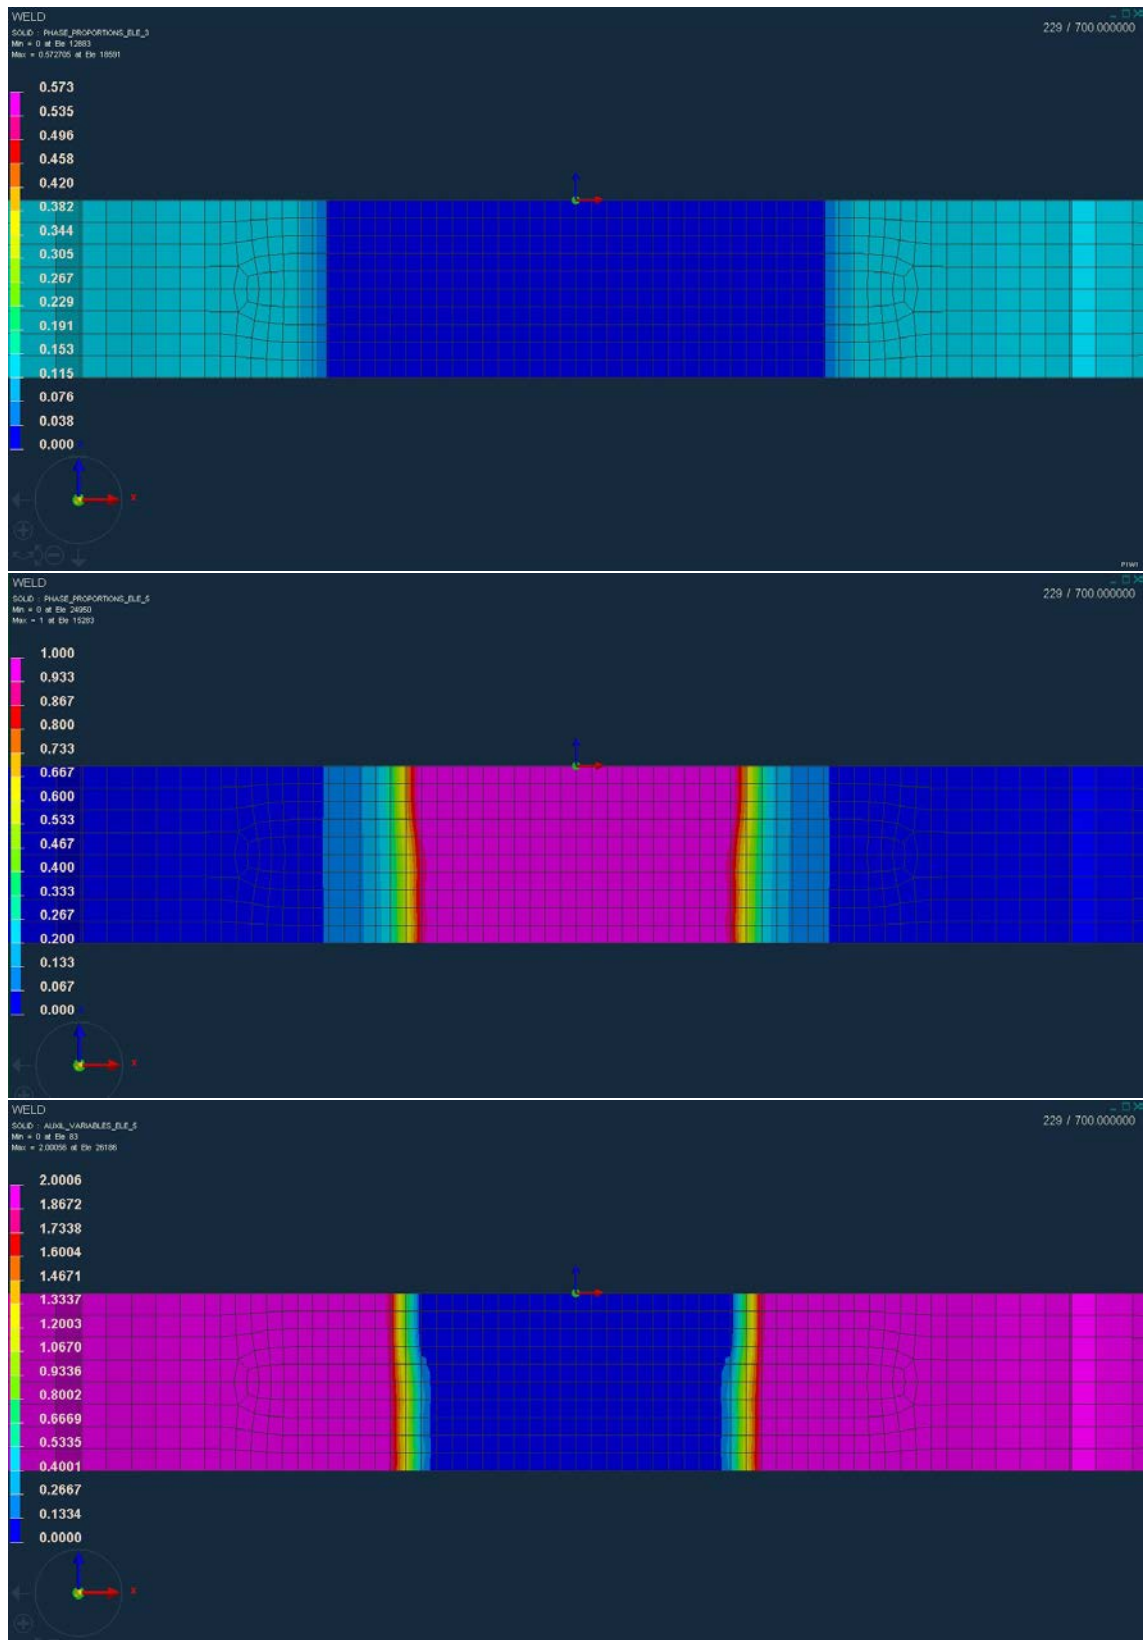 WELD
SOLID : PHASE_PROPORTIONS_ELE_3
Min = 0 at Ele 12683
Max = 0.572705 at Ele 18591
229 / 700.000000
0.573
0.535
0.496
0.458
0.420
0.382
0.344
0.305
0.267
0.229
0.191
0.153
0.115
0.076
0.038
0.000
x
PIWI
WELD
SOLID : PHASE_PROPORTIONS_ELE_5
Min = 0 at Ele 24950
Max = 1 at Ele 15283
229 / 700.000000
1.000
0.933
0.867
0.800
0.733
0.667
0.600
0.533
0.467
0.400
0.333
0.267
0.200
0.133
0.067
0.000
x
WELD
SOLID : AUXIL_VARIABLES_ELE_5
Min = 0 at Ele 83
Max = 2.00056 at Ele 26186
229 / 700.000000
2.0006
1.8672
1.7338
1.6004
1.4671
1.3337
1.2003
1.0670
0.9336
0.8002
0.6669
0.5335
0.4001
0.2667
0.1334
0.0000
x